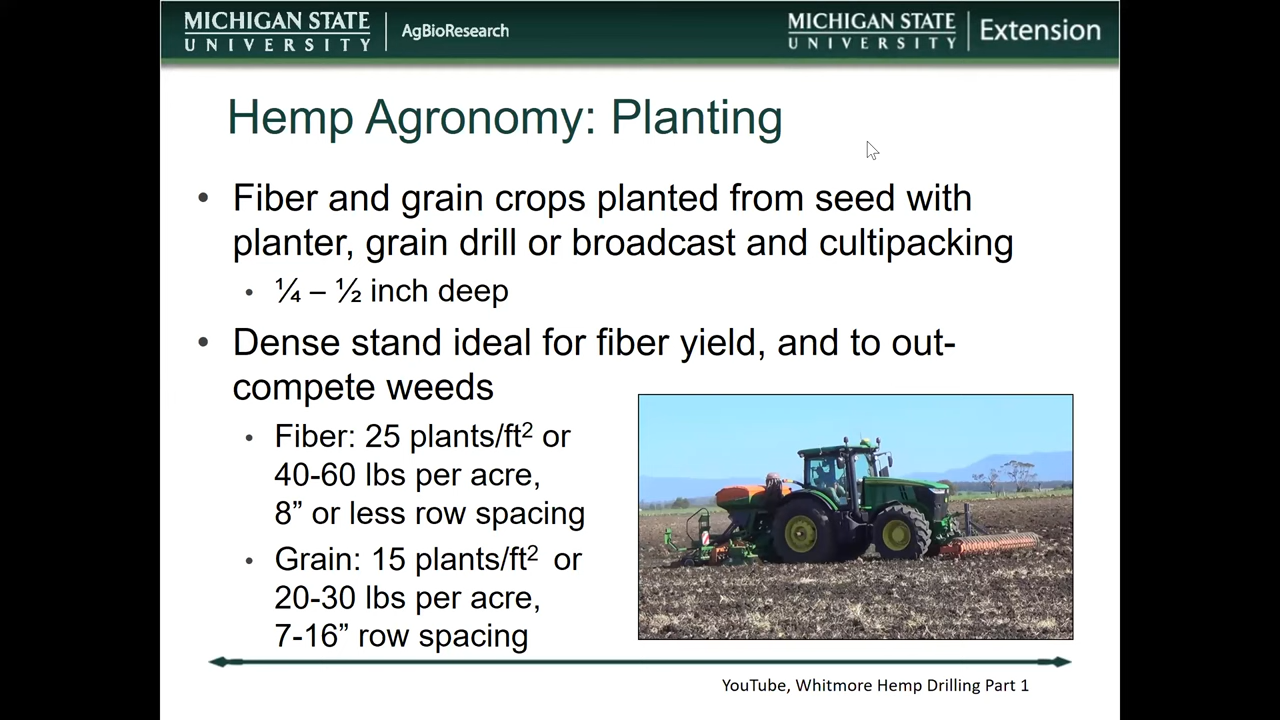 MICHIGAN STATE UNIVERSITY AgBioResearch
MICHIGAN STATE UNIVERSITY Extension
Hemp Agronomy: Planting
• Fiber and grain crops planted from seed with
planter, grain drill or broadcast and cultipacking
• ¼ – ½ inch deep
• Dense stand ideal for fiber yield, and to out-
compete weeds
• Fiber: 25 plants/ft² or
40-60 lbs per acre,
8” or less row spacing
• Grain: 15 plants/ft² or
20-30 lbs per acre,
7-16” row spacing
YouTube, Whitmore Hemp Drilling Part 1